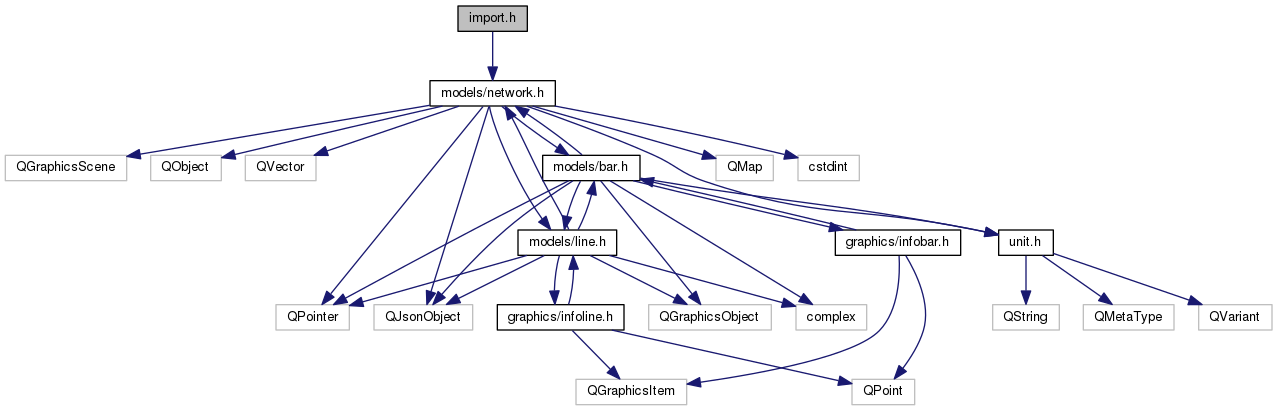 import.h
models/network.h
QGraphicsScene
QObject
QVector
models/bar.h
QMap
cstdint
models/line.h
graphics/infobar.h
unit.h
QPointer
QJsonObject
graphics/infoline.h
QGraphicsObject
complex
QString
QMetaType
QVariant
QGraphicsItem
QPoint